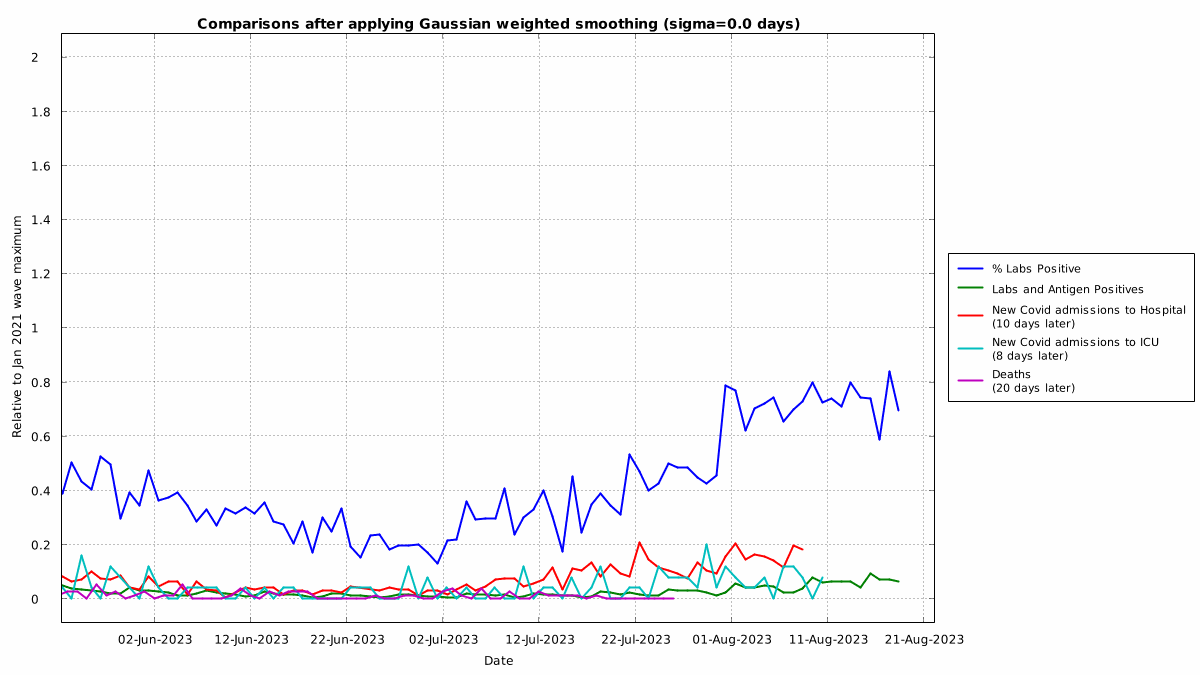 Comparisons after applying Gaussian weighted smoothing (sigma=0.0 days)
Relative to Jan 2021 wave maximum
2
1.8
1.6
1.4
1.2
1
0.8
0.6
0.4
0.2
0
02-Jun-2023
12-Jun-2023
22-Jun-2023
02-Jul-2023
12-Jul-2023
22-Jul-2023
01-Aug-2023
11-Aug-2023
21-Aug-2023
Date
% Labs Positive
Labs and Antigen Positives
New Covid admissions to Hospital
(10 days later)
New Covid admissions to ICU
(8 days later)
Deaths
(20 days later)